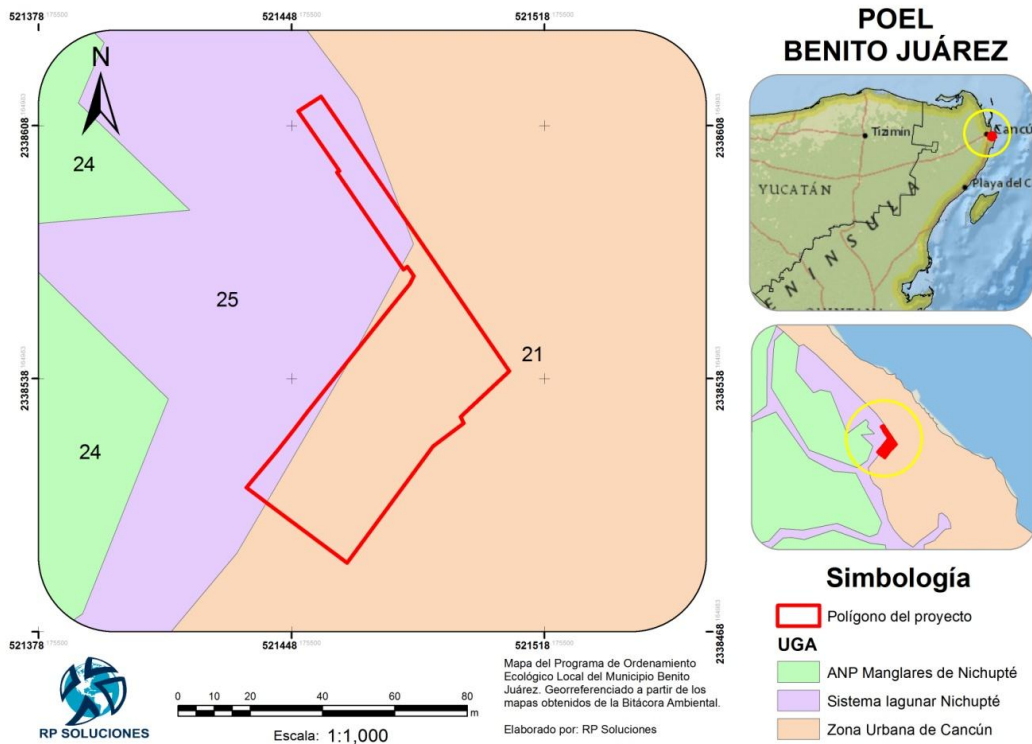 521378
521448
521518
POEL
BENITO JUÁREZ
N
2338608
2338608
24
25
21
24
2338538
2338538
2338468
521378
521448
521518
Tizimín
Cancú
Playa del C
YUCATÁN
ENINSULA
QUINTANA
Simbología
Polígono del proyecto
UGA
ANP Manglares de Nichupté
Sistema lagunar Nichupté
Zona Urbana de Cancún
RP SOLUCIONES
0 20 40 60 80
m
Escala: 1:1,000
Mapa del Programa de Ordenamiento
Ecológico Local del Municipio Benito
Juárez. Georreferenciado a partir de los
mapas obtenidos de la Bitácora Ambiental.
Elaborado por: RP Soluciones